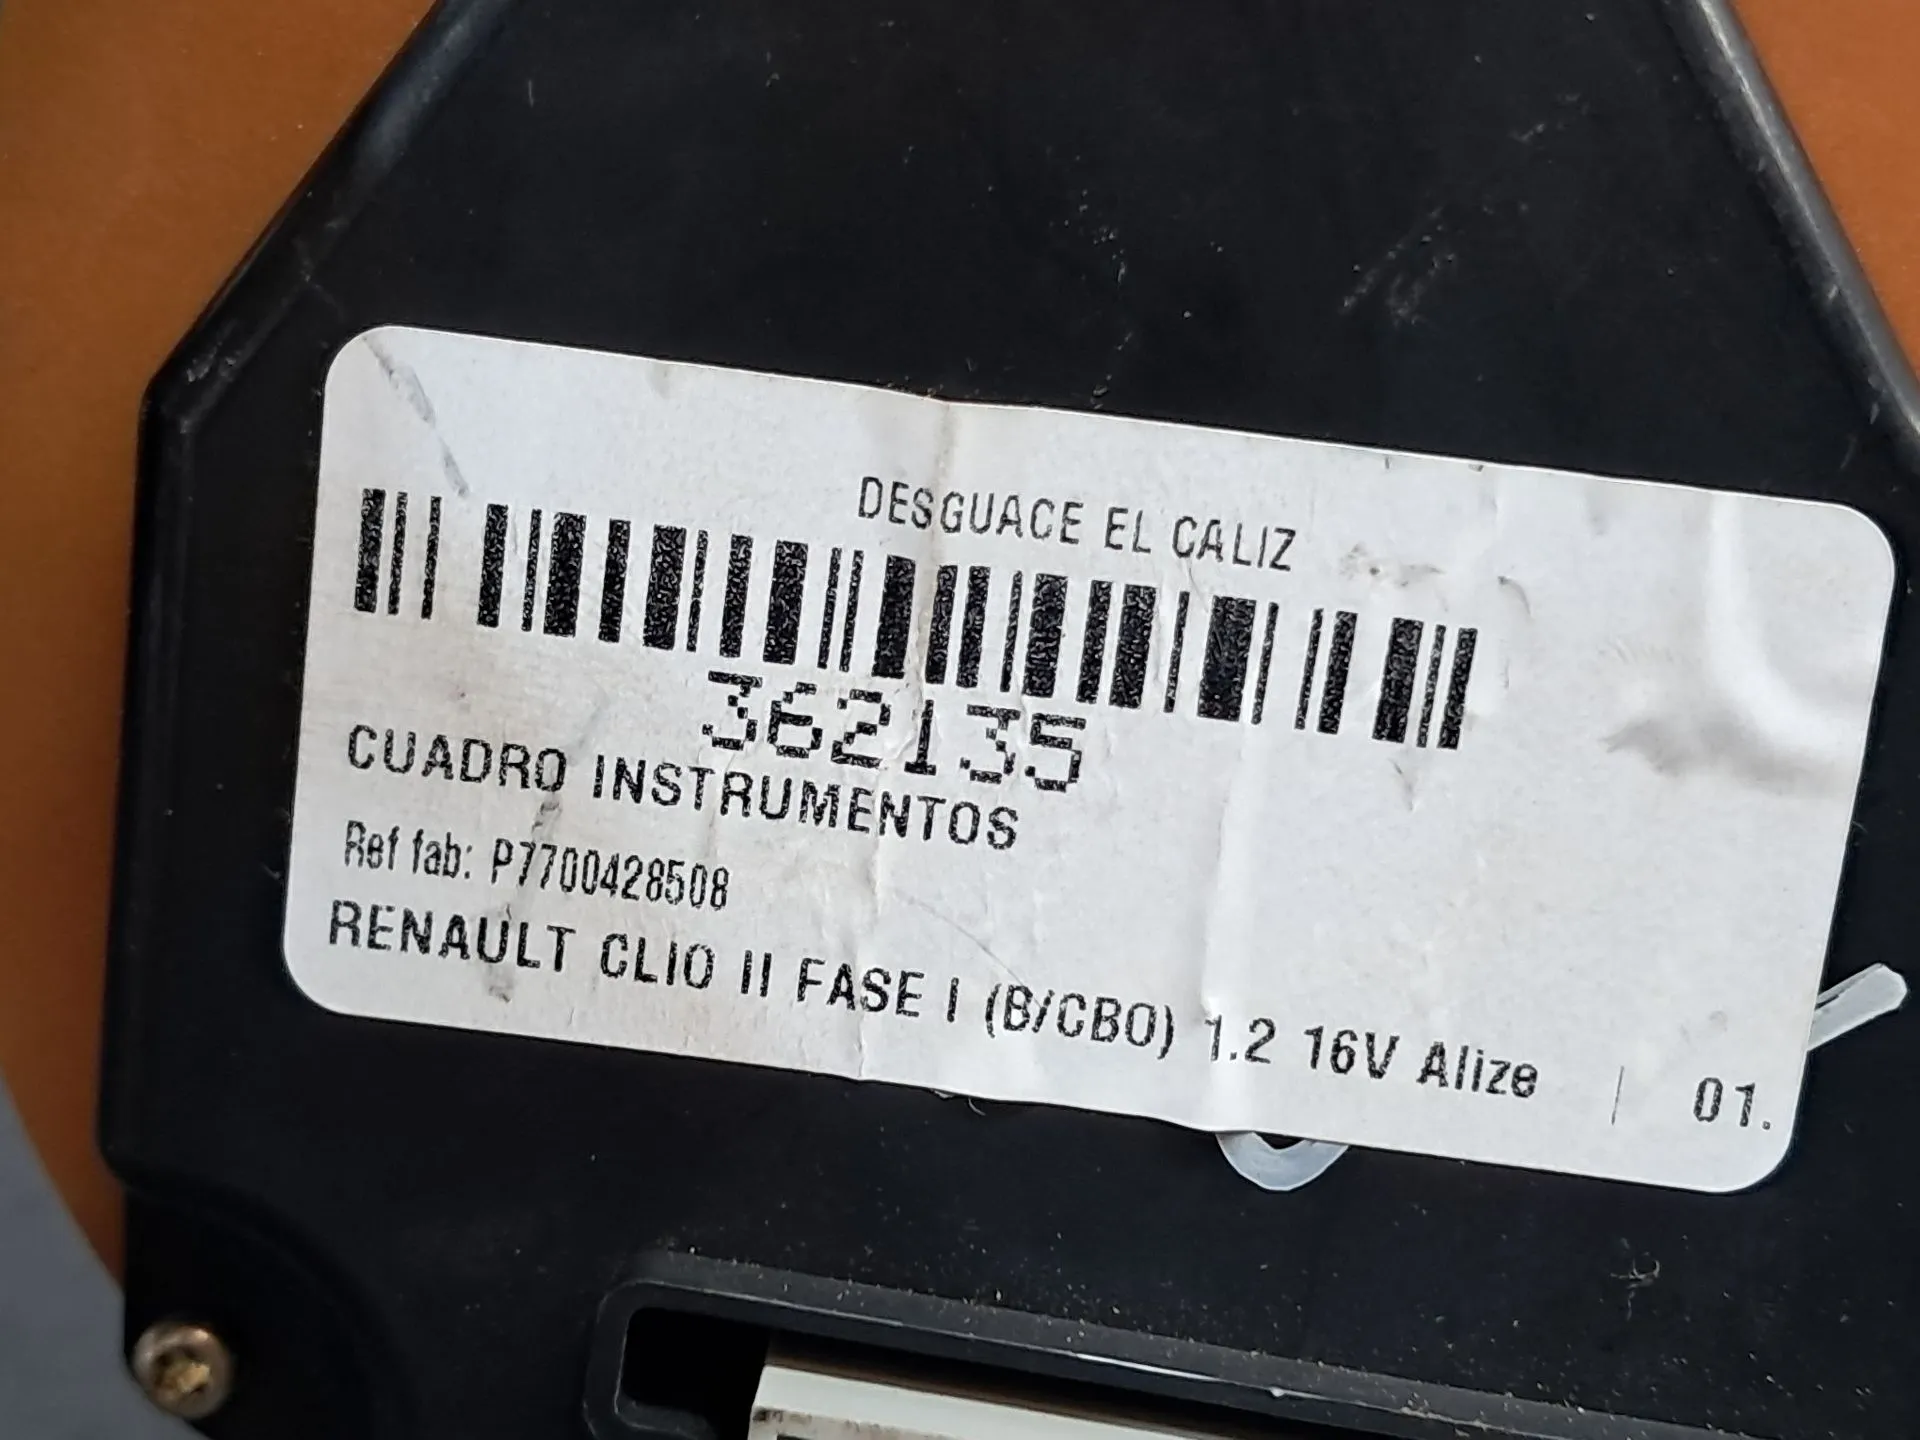 DESGUACE EL CALIZ
362135
CUADRO INSTRUMENTOS
Ref fab: P7700428508
RENAULT CLIO II FASE I (B/CBO) 1.2 16V Alize | 01.